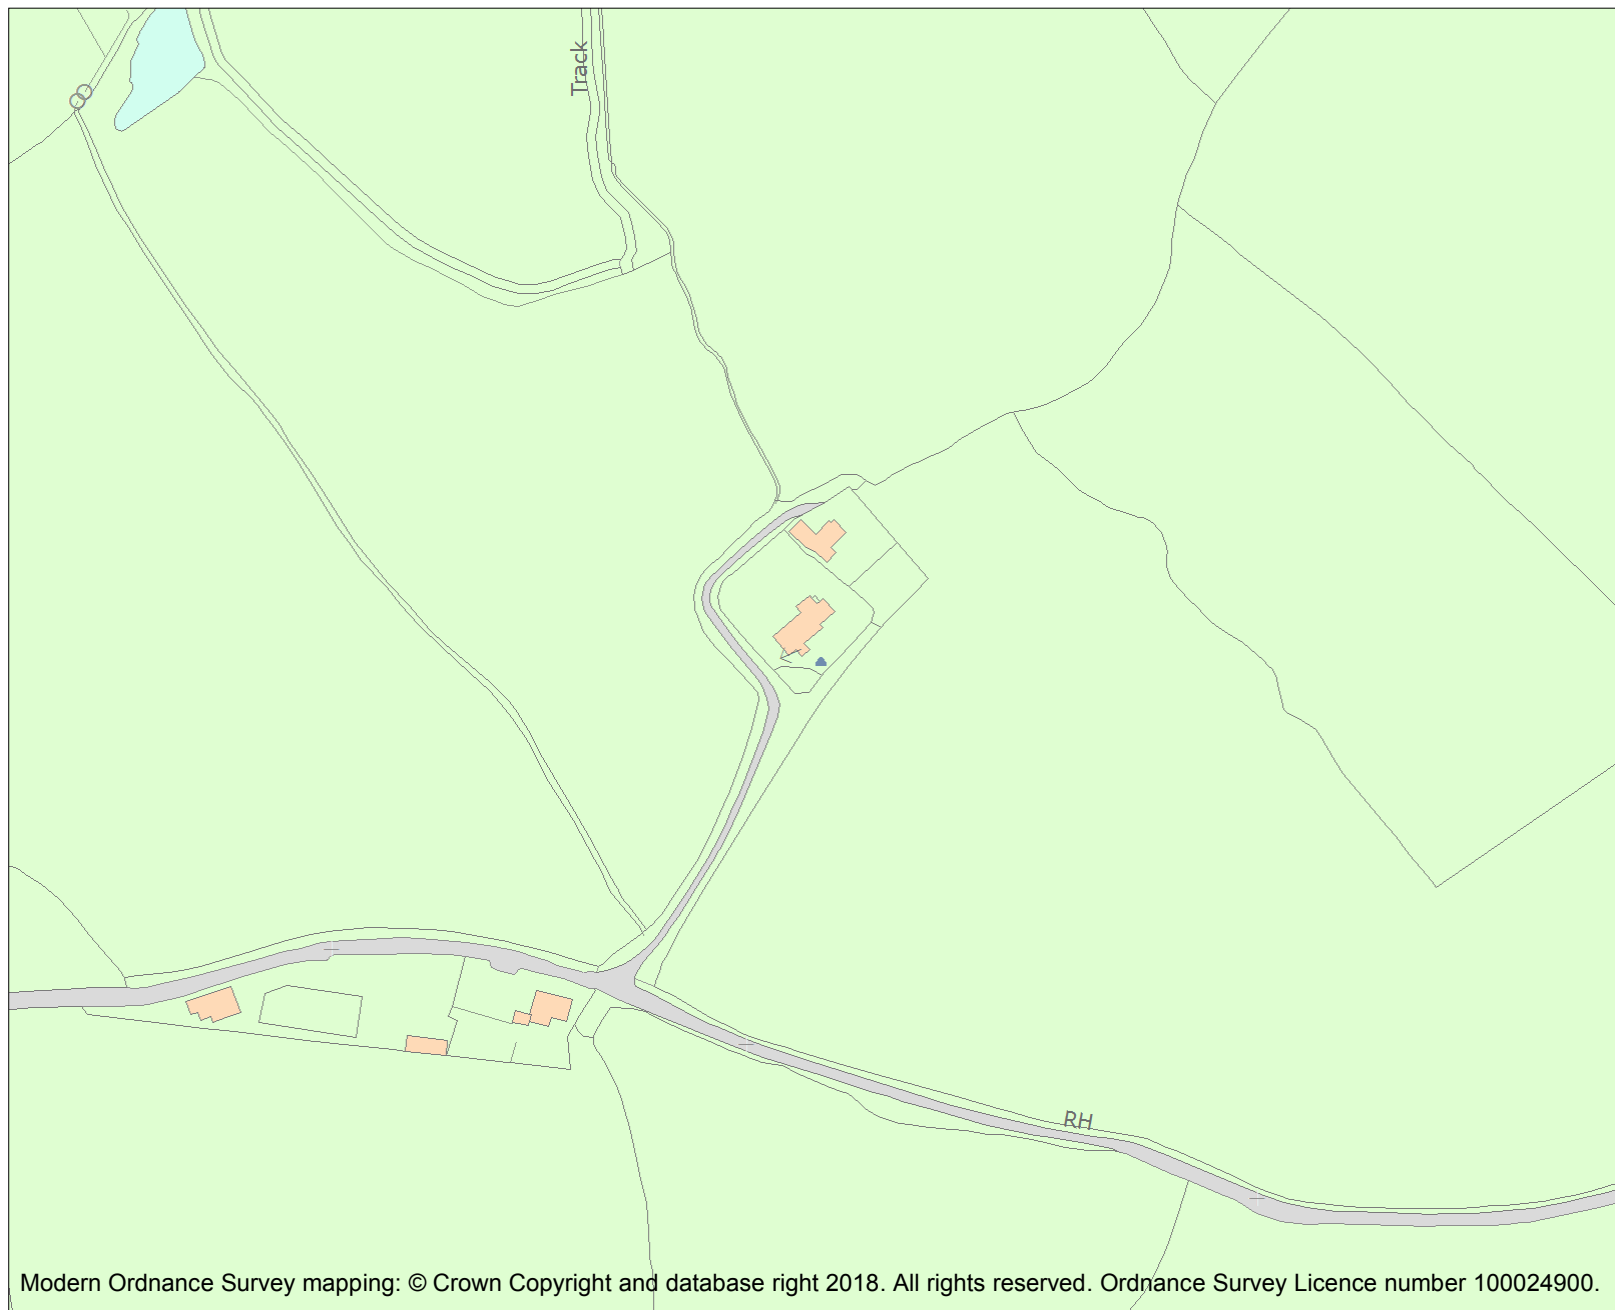 Track
RH
Modern Ordnance Survey mapping: © Crown Copyright and database right 2018. All rights reserved. Ordnance Survey Licence number 100024900.